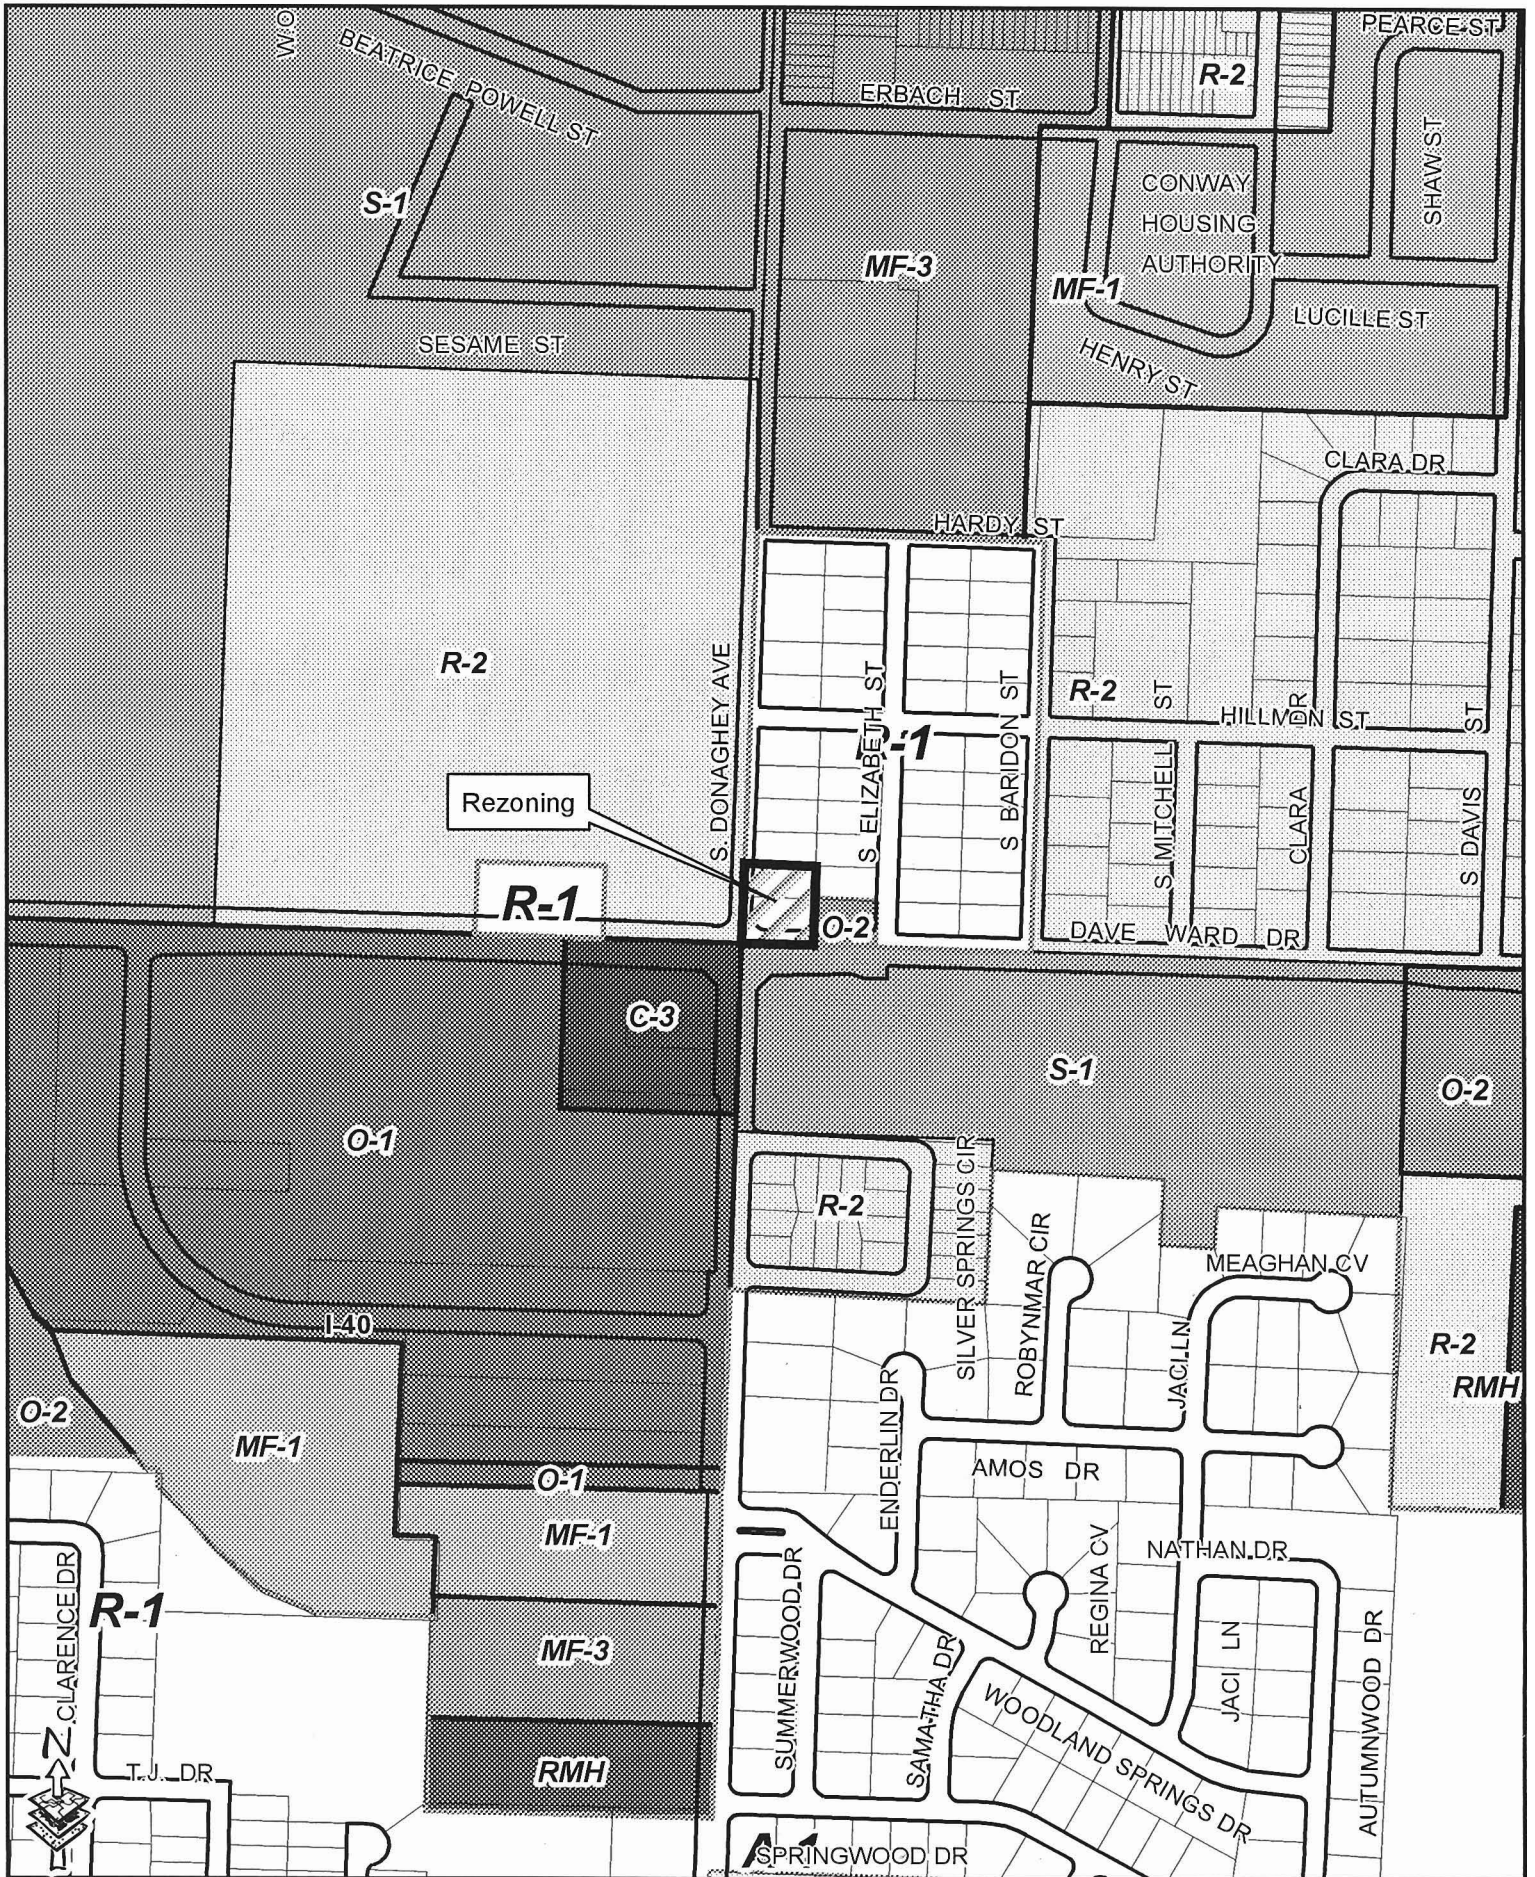 W.O
BEATRICE POWELL ST
PEARCE ST
R-2
ERBACH ST
SHAW ST
CONWAY
HOUSING
AUTHORITY
S-1
MF-3
MF-1
LUCILLE ST
SESAME ST
HENRY ST
CLARA DR
HARDY ST
R-2
S. DONAGHEY AVE
S ELIZABETH ST
S BARIDON ST
R-2
HILLMDN ST
R-1
S MITCHELL ST
CLARA DR
S DAVIS ST
Rezoning
R-1
O-2
DAVE WARD DR
C-3
S-1
O-2
O-1
R-2
SILVER SPRINGS CIR
ROBYNMAR CIR
MEAGHAN CV
I-40
JACI LN
R-2
RMH
O-2
MF-1
ENDERLIN DR
AMOS DR
O-1
MF-1
REGINA CV
NATHAN DR
CLARENCE DR
R-1
SUMMERWOOD DR
MF-3
SAMATHA DR
JACI LN
AUTUMNWOOD DR
WOODLAND SPRINGS DR
N
T.J. DR
RMH
A-1
SPRINGWOOD DR